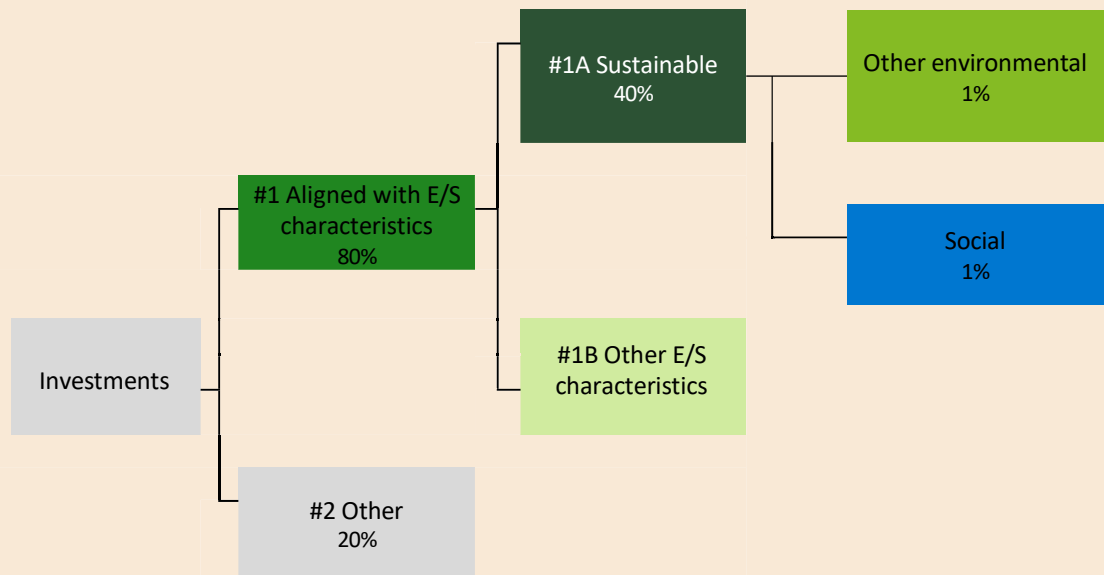 Investments
#1 Aligned with E/S
characteristics
80%
#2 Other
20%
#1A Sustainable
40%
#1B Other E/S
characteristics
Other environmental
1%
Social
1%